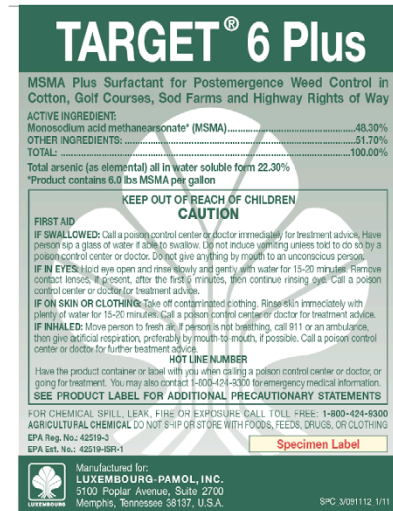 TARGET® 6 Plus
MSMA Plus Surfactant for Postemergence Weed Control in
Cotton, Golf Courses, Sod Farms and Highway Rights of Way
ACTIVE INGREDIENT:
Monosodium acid methanearsonate* (MSMA)..............................................48.30%
OTHER INGREDIENTS: ................................................................................51.70%
TOTAL: ........................................................................................................100.00%
Total arsenic (as elemental) all in water soluble form 22.30%
*Product contains 6.0 lbs MSMA per gallon
KEEP OUT OF REACH OF CHILDREN
CAUTION
FIRST AID
IF SWALLOWED: Call a poison control center or doctor immediately for treatment advice. Have
person sip a glass of water if able to swallow. Do not induce vomiting unless told to do so by a
poison control center or doctor. Do not give anything by mouth to an unconscious person.
IF IN EYES: Hold eye open and rinse slowly and gently with water for 15-20 minutes. Remove
contact lenses, if present, after the first 5 minutes, then continue rinsing eye. Call a poison
control center or doctor for treatment advice.
IF ON SKIN OR CLOTHING: Take off contaminated clothing. Rinse skin immediately with
plenty of water for 15-20 minutes. Call a poison control center or doctor for treatment advice.
IF INHALED: Move person to fresh air. If person is not breathing, call 911 or an ambulance,
then give artificial respiration, preferably by mouth-to-mouth, if possible. Call a poison control
center or doctor for further treatment advice.
HOT LINE NUMBER
Have the product container or label with you when calling a poison control center or doctor, or
going for treatment. You may also contact 1-800-424-9300 for emergency medical information.
SEE PRODUCT LABEL FOR ADDITIONAL PRECAUTIONARY STATEMENTS
FOR CHEMICAL SPILL, LEAK, FIRE OR EXPOSURE CALL TOLL FREE: 1-800-424-9300
AGRICULTURAL CHEMICAL DO NOT SHIP OR STORE WITH FOODS, FEEDS, DRUGS, OR CLOTHING
EPA Reg. No.: 42519-3
EPA Est. No.: 42519-ISR-1
Specimen Label
LUXEMBOURG
Manufactured for:
LUXEMBOURG-PAMOL, INC.
5100 Poplar Avenue, Suite 2700
Memphis, Tennessee 38137, U.S.A.
SPC 3/091112 1/11